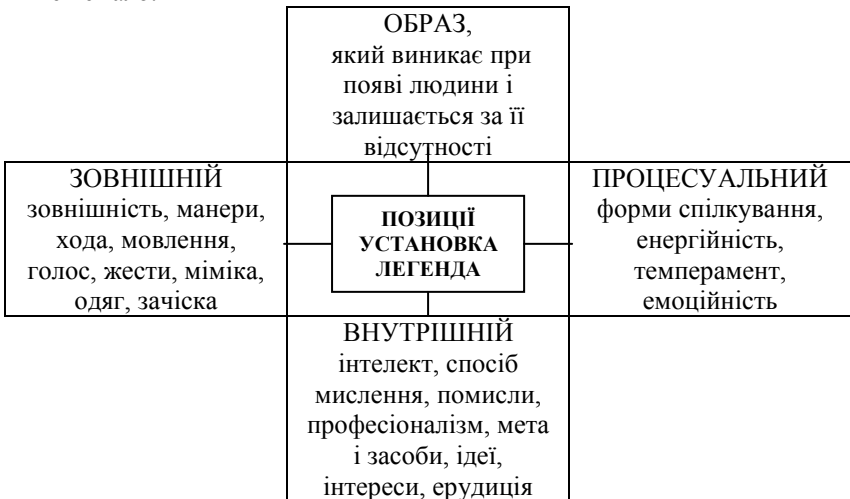 ОБРАЗ,
який виникає при
появі людини і
залишається за її
відсутності
ЗОВНІШНІЙ
зовнішність, манери,
хода, мовлення,
голос, жести, міміка,
одяг, зачіска
ПОЗИЦІЇ
УСТАНОВКА
ЛЕГЕНДА
ПРОЦЕСУАЛЬНИЙ
форми спілкування,
енергійність,
темперамент,
емоційність
ВНУТРІШНІЙ
інтелект, спосіб
мислення, помисли,
професіоналізм, мета
і засоби, ідеї,
інтереси, ерудиція